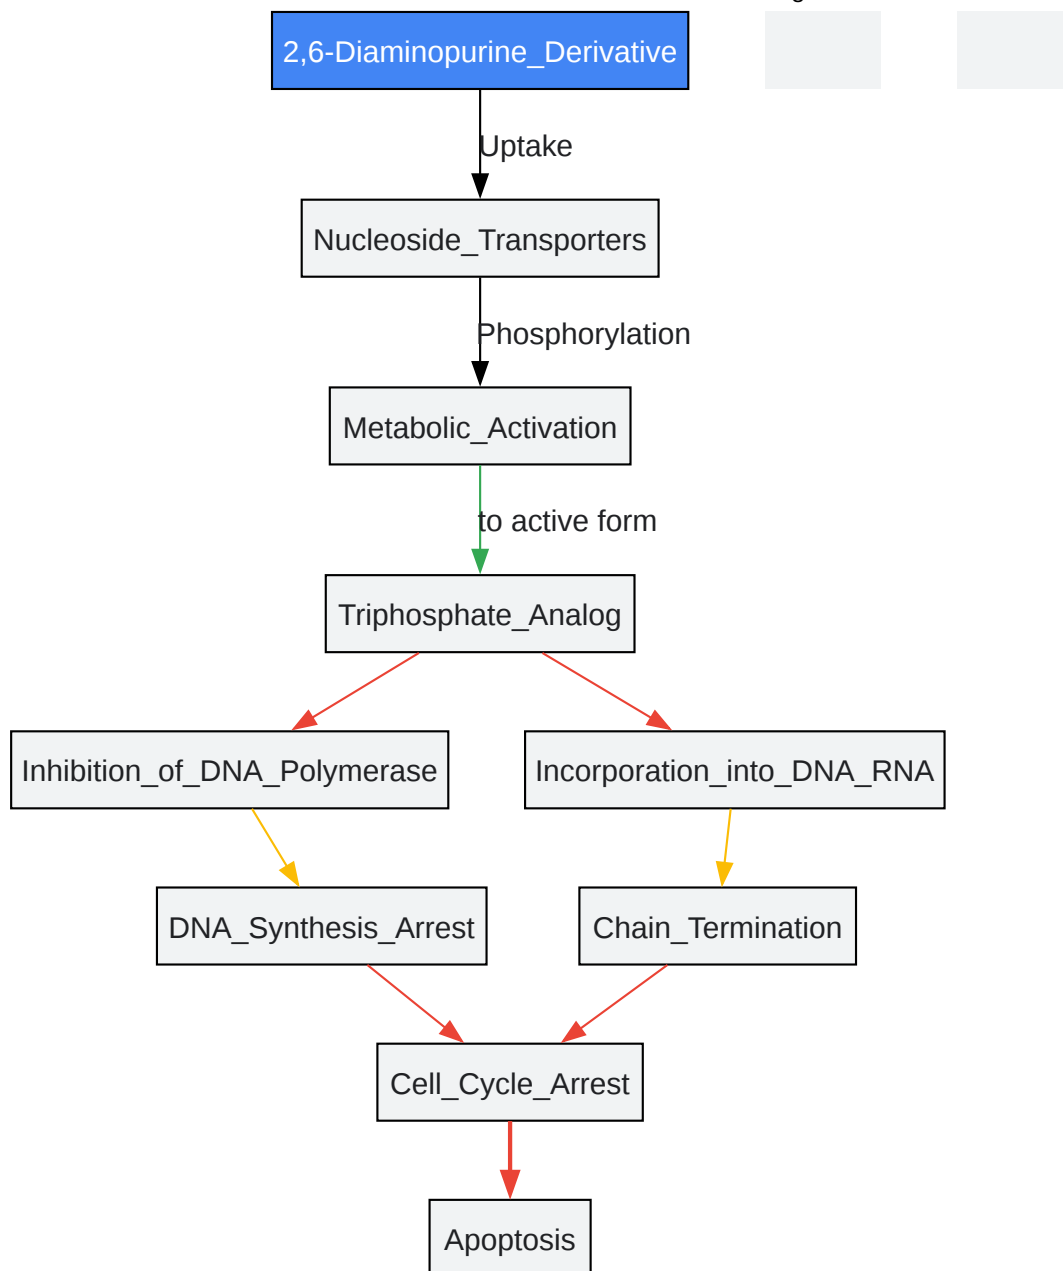 2,6-Diaminopurine_Derivative
Uptake
Nucleoside_Transporters
Phosphorylation
Metabolic_Activation
to active form
Triphosphate_Analog
Inhibition_of_DNA_Polymerase
Incorporation_into_DNA_RNA
DNA_Synthesis_Arrest
Chain_Termination
Cell_Cycle_Arrest
Apoptosis